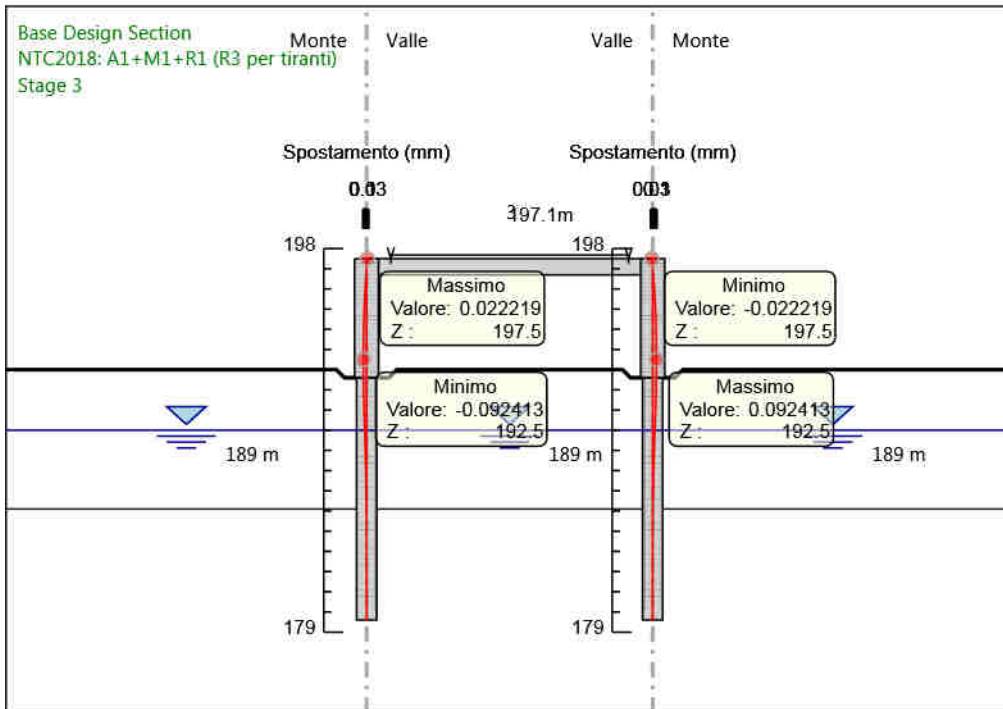 Base Design Section
NTC2018: A1+M1+R1 (R3 per tiranti)
Stage 3
Monte Valle Valle Monte
Spostamento (mm) Spostamento (mm)
197.1m
198 198
Massimo Minimo
Valore: 0.022219 Valore: -0.022219
Z : 197.5 Z : 197.5
Minimo Massimo
Valore: -0.092413 Valore: 0.092413
Z : 192.5 Z : 192.5
189 m 189 m 189 m
179 179